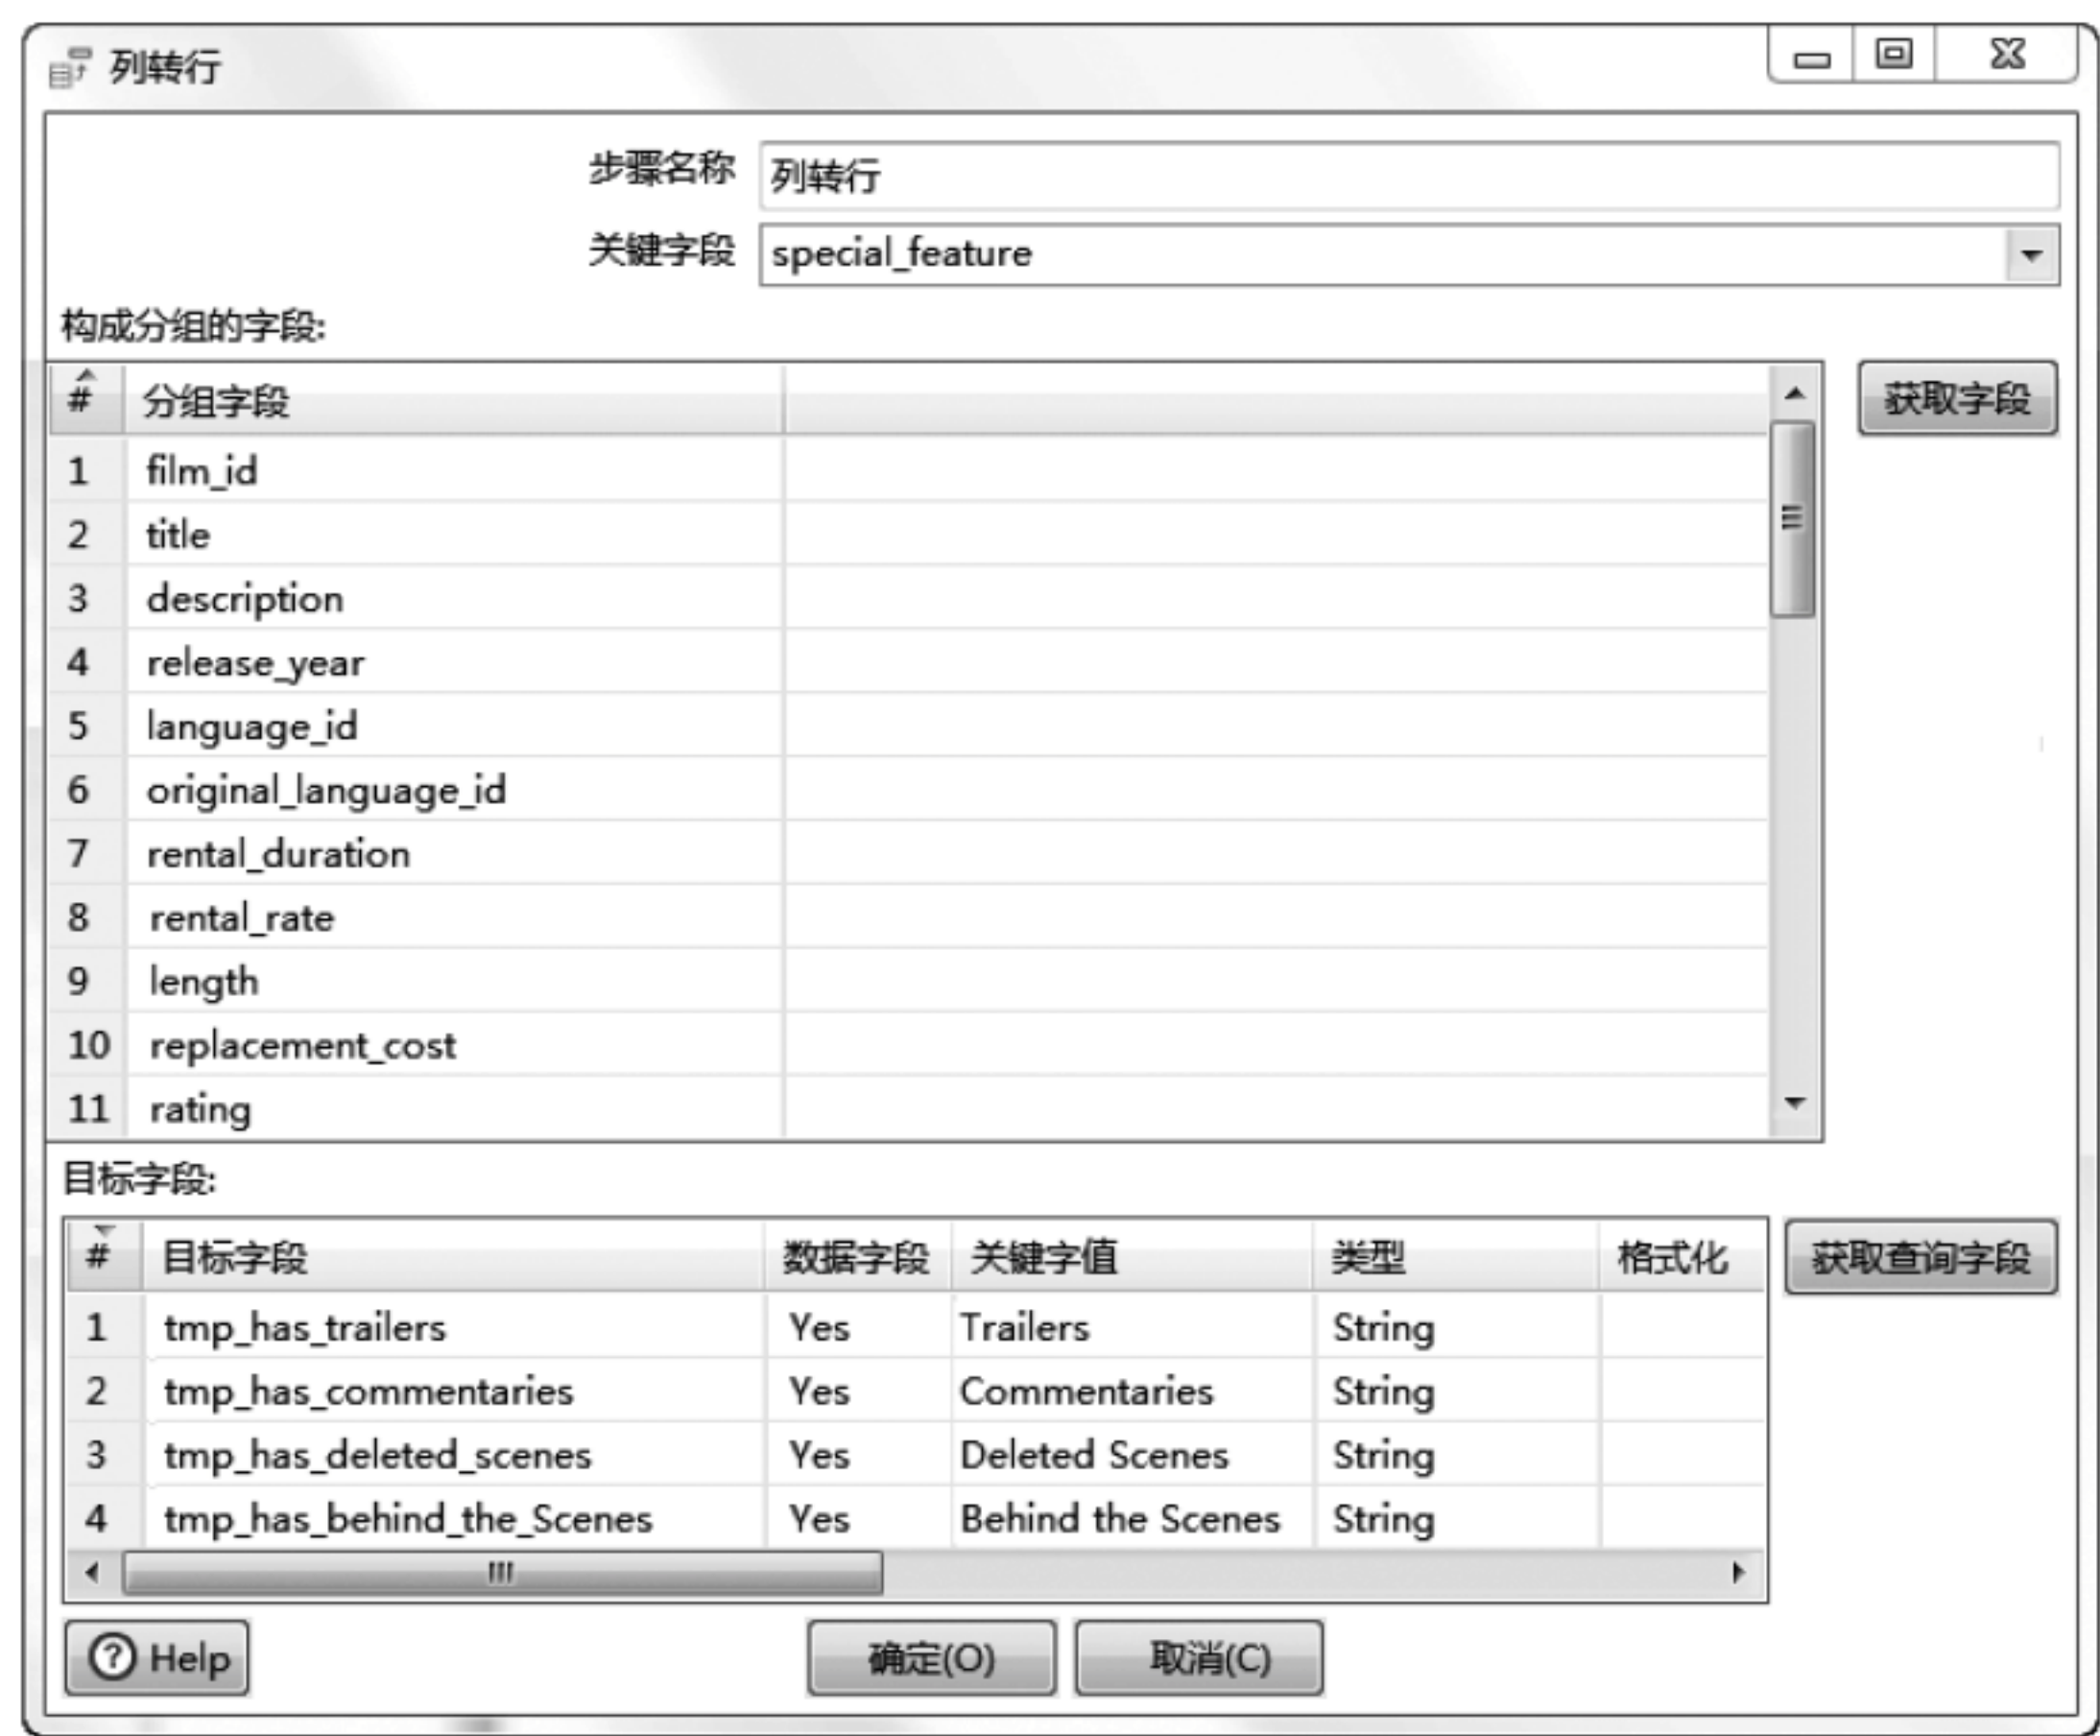 列转行
步骤名称 列转行
关键字段 special_feature
构成分组的字段:
# 分组字段 获取字段
1 film_id
2 title
3 description
4 release_year
5 language_id
6 original_language_id
7 rental_duration
8 rental_rate
9 length
10 replacement_cost
11 rating
目标字段:
# 目标字段 数据字段 关键字值 类型 格式化 获取查询字段
1 tmp_has_trailers Yes Trailers String
2 tmp_has_commentaries Yes Commentaries String
3 tmp_has_deleted_scenes Yes Deleted Scenes String
4 tmp_has_behind_the_Scenes Yes Behind the Scenes String
? Help 确定(O) 取消(C)